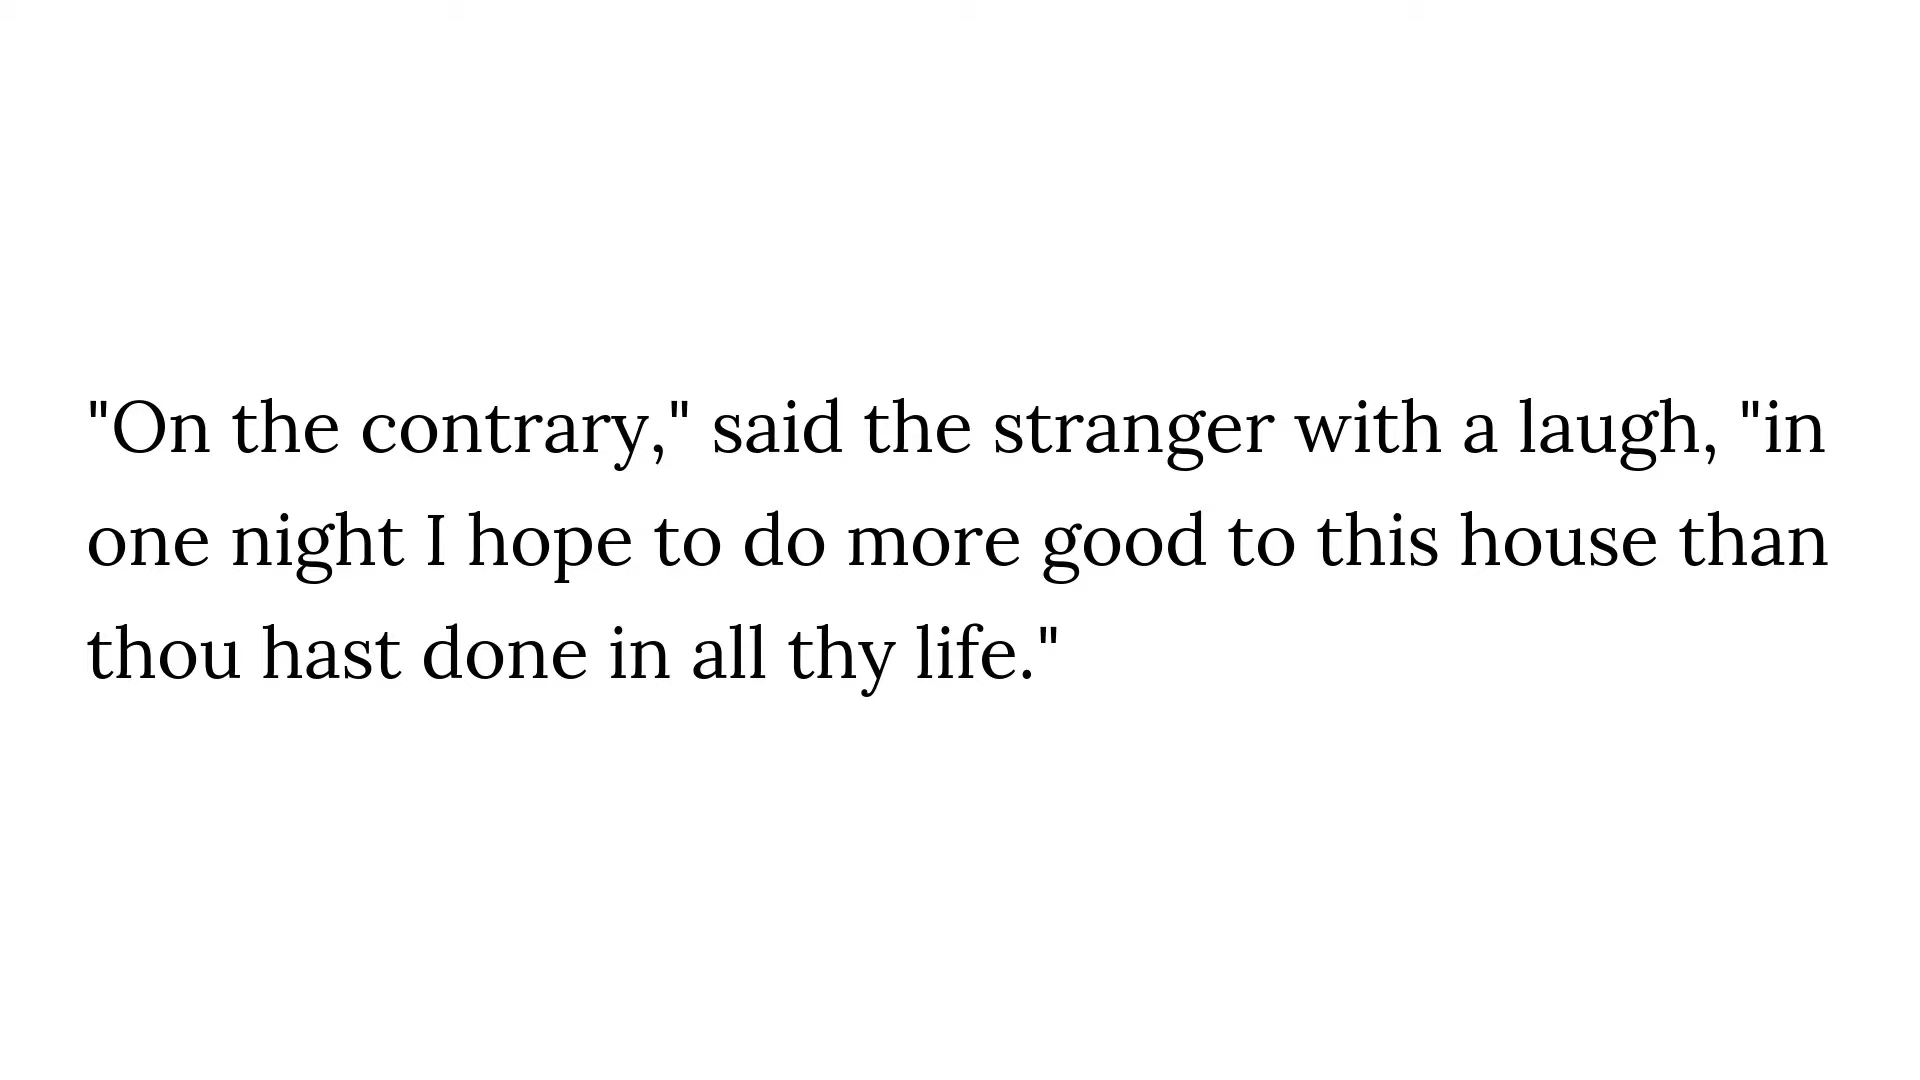 "On the contrary," said the stranger with a laugh, "in
one night I hope to do more good to this house than
thou hast done in all thy life."